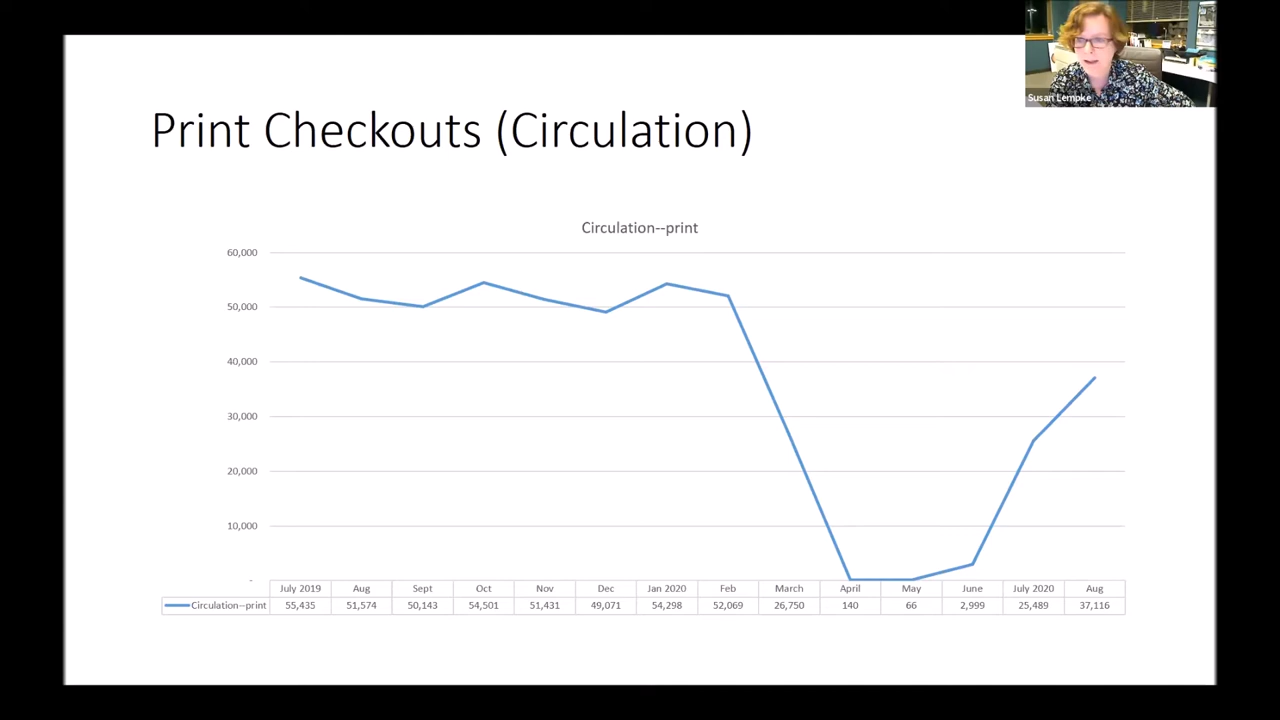 Susan Lempke
Print Checkouts (Circulation)
Circulation--print
60,000
50,000
40,000
30,000
20,000
10,000
-
July 2019 Aug Sept Oct Nov Dec Jan 2020 Feb March April May June July 2020 Aug
Circulation--print 55,435 51,574 50,143 54,501 51,431 49,071 54,298 52,069 26,750 140 66 2,999 25,489 37,116